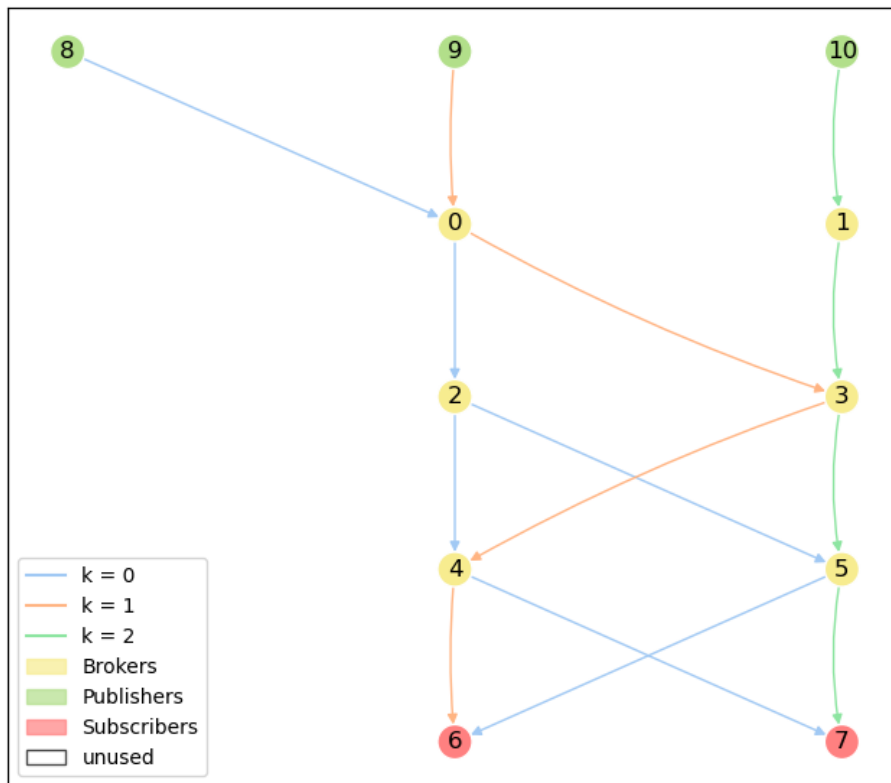 8 9 10
0 1
2 3
4 5
6 7
k = 0
k = 1
k = 2
Brokers
Publishers
Subscribers
unused